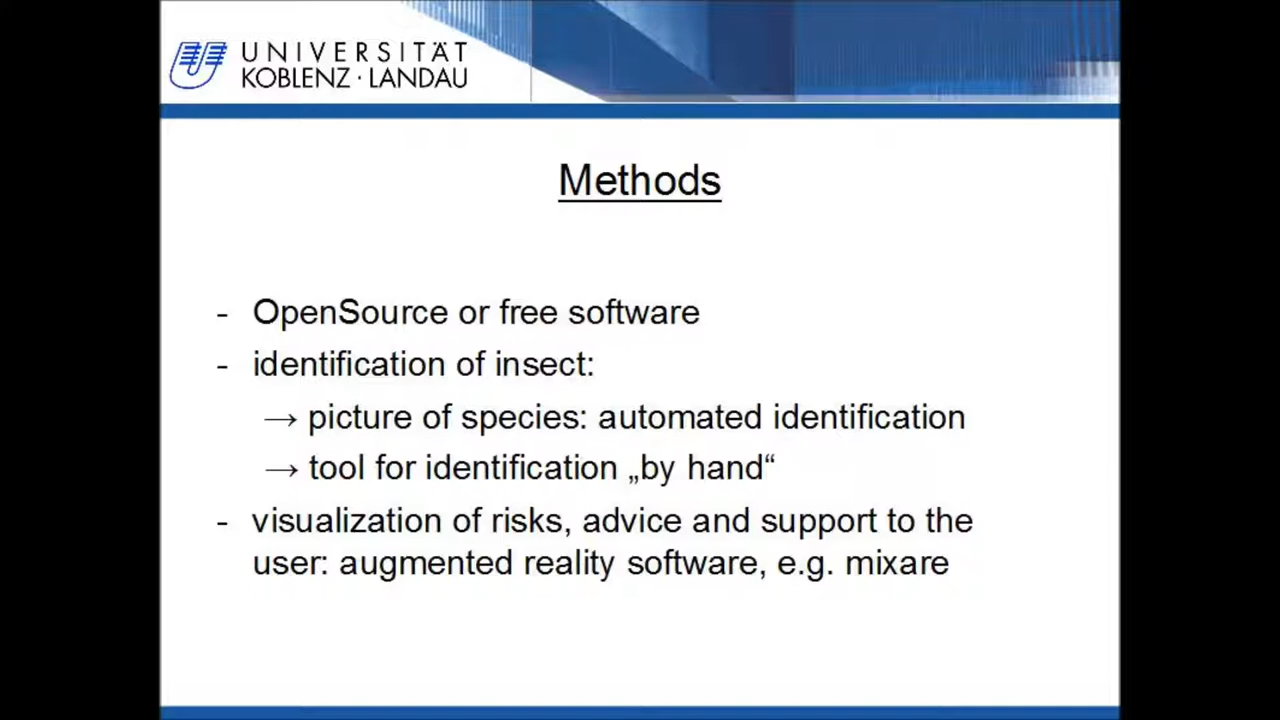 UNIVERSITÄT
KOBLENZ · LANDAU
Methods
- OpenSource or free software
- identification of insect:
→ picture of species: automated identification
→ tool for identification „by hand“
- visualization of risks, advice and support to the
user: augmented reality software, e.g. mixare